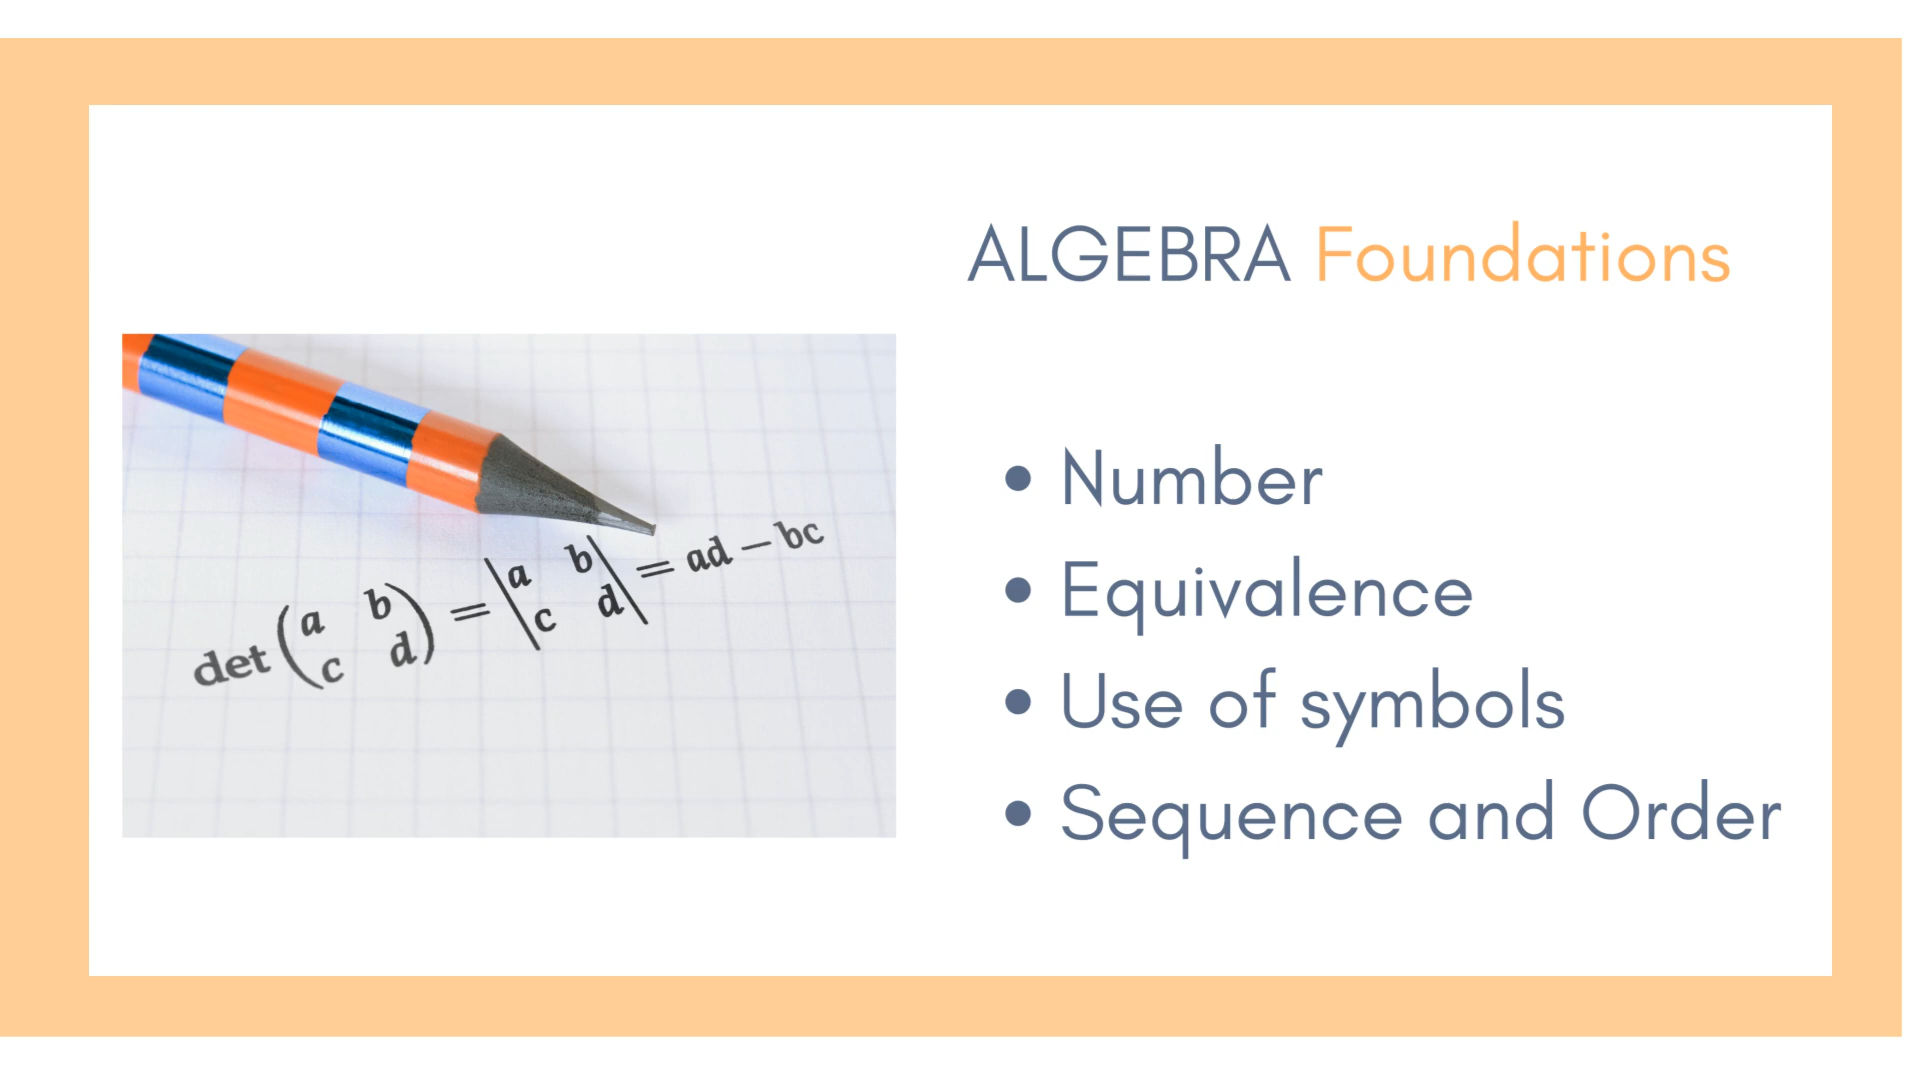 ALGEBRA Foundations
det ( a b ) = | a b | = ad – bc
c d c d
• Number
• Equivalence
• Use of symbols
• Sequence and Order